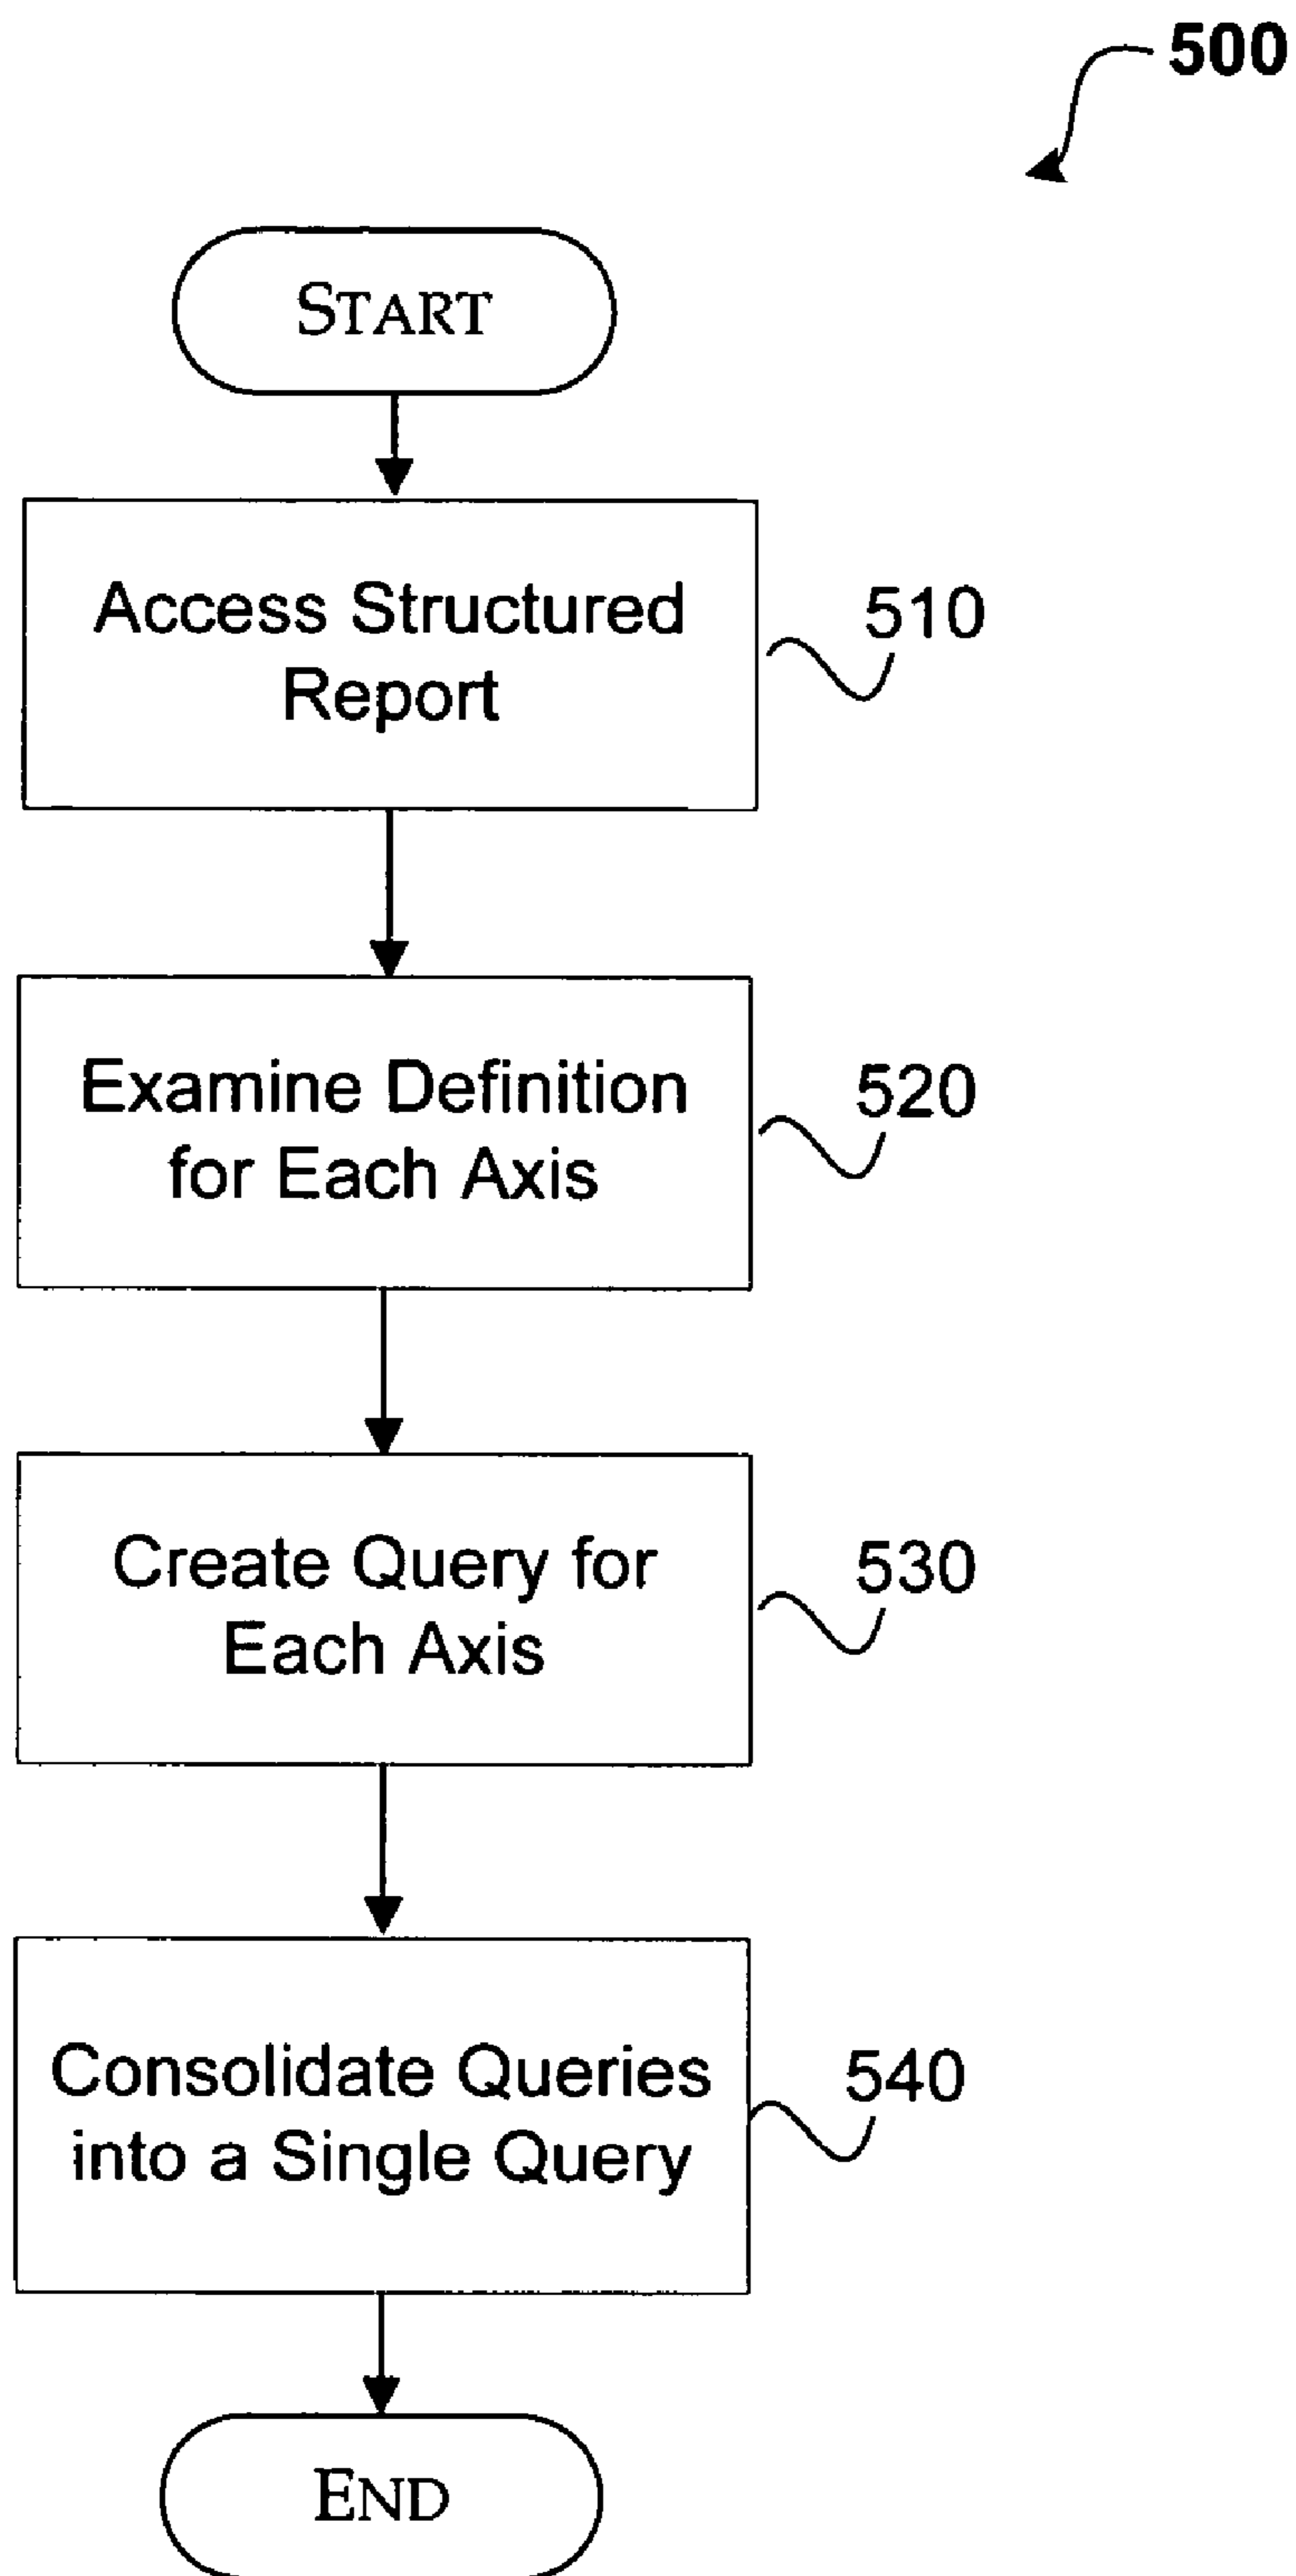 500
START
Access Structured
Report
510
Examine Definition
for Each Axis
520
Create Query for
Each Axis
530
Consolidate Queries
into a Single Query
540
END